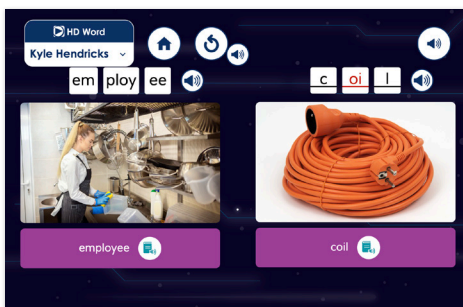 HD Word
Kyle Hendricks
em ploy ee
c oi l
employee
coil